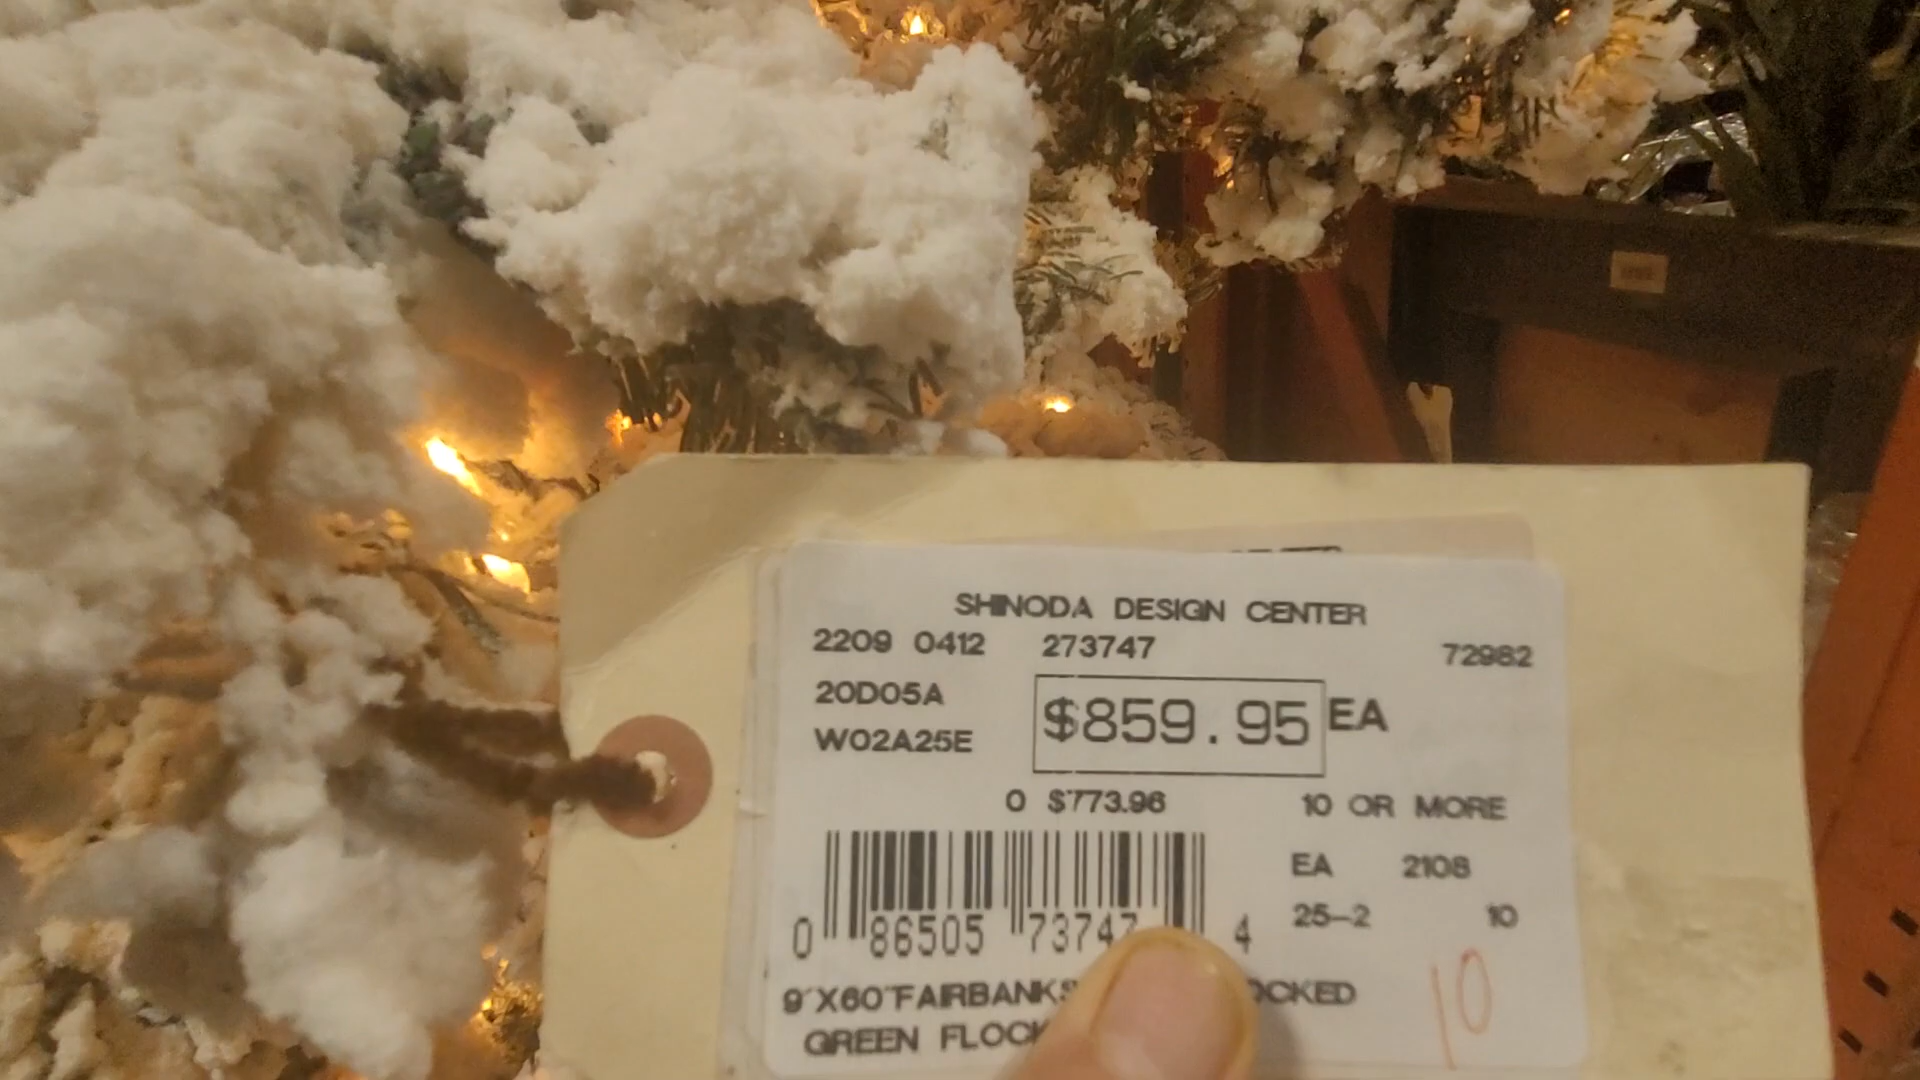 SHINODA DESIGN CENTER
2209 0412 273747 72982
20D05A
W02A25E
$859.95 EA
0 $773.96 10 OR MORE
EA 2108
25-2 10
0 86505 73747 4
9'X60"FAIRBANKS
GREEN
10